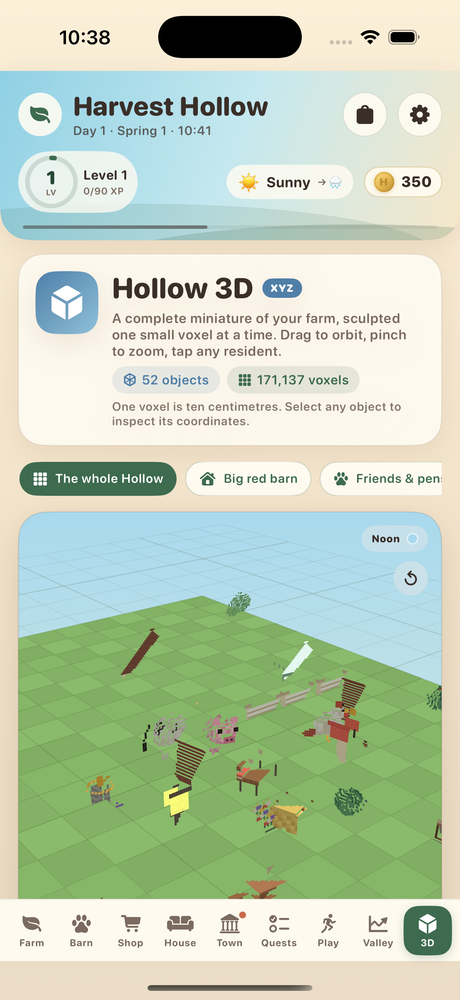 10:38
Harvest Hollow
Day 1 · Spring 1 · 10:41
1
LV
Level 1
0/90 XP
Sunny
H
350
Hollow 3D
XYZ
A complete miniature of your farm, sculpted
one small voxel at a time. Drag to orbit, pinch
to zoom, tap any resident.
52 objects
171,137 voxels
One voxel is ten centimetres. Select any object to
inspect its coordinates.
The whole Hollow
Big red barn
Friends & pen
Noon
Farm
Barn
Shop
House
Town
Quests
Play
Valley
3D